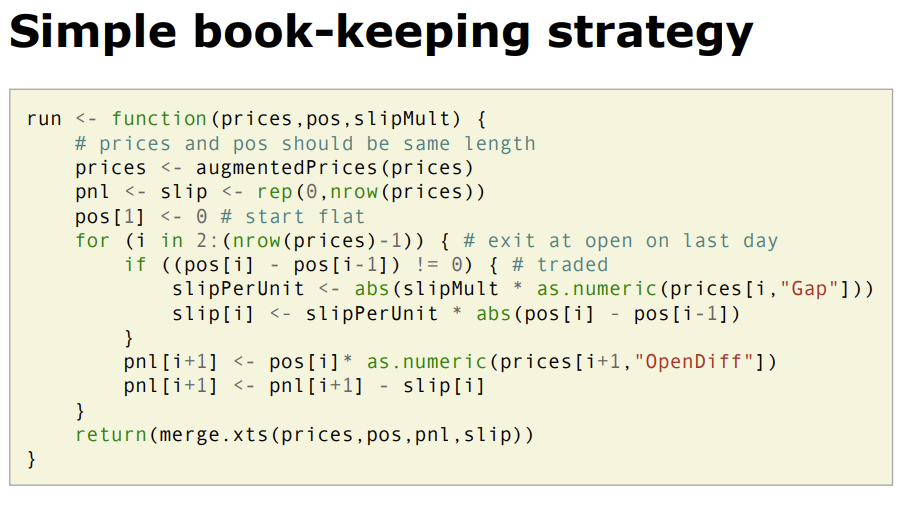 Simple book-keeping strategy
run <- function(prices,pos,slipMult) {
    # prices and pos should be same length
    prices <- augmentedPrices(prices)
    pnl <- slip <- rep(0,nrow(prices))
    pos[1] <- 0 # start flat
    for (i in 2:(nrow(prices)-1)) { # exit at open on last day
        if ((pos[i] - pos[i-1]) != 0) { # traded
            slipPerUnit <- abs(slipMult * as.numeric(prices[i,"Gap"]))
            slip[i] <- slipPerUnit * abs(pos[i] - pos[i-1])
        }
        pnl[i+1] <- pos[i]* as.numeric(prices[i+1,"OpenDiff"])
        pnl[i+1] <- pnl[i+1] - slip[i]
    }
    return(merge.xts(prices,pos,pnl,slip))
}